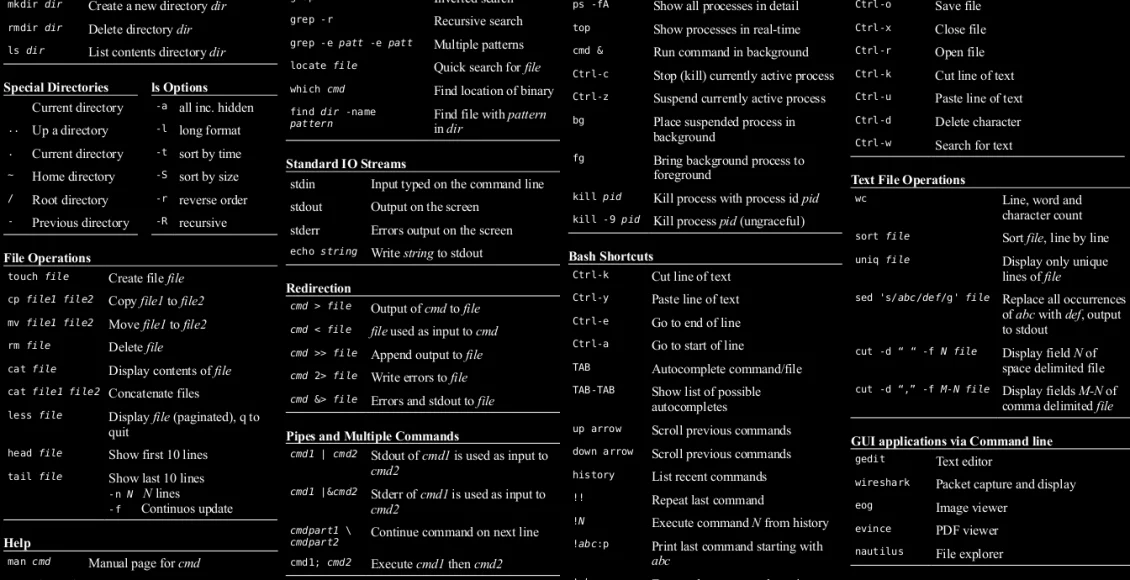 mkdir dir Create a new directory dir
rmdir dir Delete directory dir
ls dir List contents directory dir
Special Directories
Current directory
.. Up a directory
. Current directory
~ Home directory
/ Root directory
- Previous directory
ls Options
-a all inc. hidden
-l long format
-t sort by time
-S sort by size
-r reverse order
-R recursive
File Operations
touch file Create file file
cp file1 file2 Copy file1 to file2
mv file1 file2 Move file1 to file2
rm file Delete file
cat file Display contents of file
cat file1 file2 Concatenate files
less file Display file (paginated), q to
quit
head file Show first 10 lines
tail file Show last 10 lines
-n N N lines
-f Continuos update
Help
man cmd Manual page for cmd
Inverted search
grep -r Recursive search
grep -e patt -e patt Multiple patterns
locate file Quick search for file
which cmd Find location of binary
find dir -name Find file with pattern
pattern in dir
Standard IO Streams
stdin Input typed on the command line
stdout Output on the screen
stderr Errors output on the screen
echo string Write string to stdout
Redirection
cmd > file Output of cmd to file
cmd < file file used as input to cmd
cmd >> file Append output to file
cmd 2> file Write errors to file
cmd &> file Errors and stdout to file
Pipes and Multiple Commands
cmd1 | cmd2 Stdout of cmd1 is used as input to
cmd2
cmd1 |&cmd2 Stderr of cmd1 is used as input to
cmd2
cmdpart1 \ Continue command on next line
cmdpart2
cmd1; cmd2 Execute cmd1 then cmd2
ps -fA Show all processes in detail
top Show processes in real-time
cmd & Run command in background
Ctrl-c Stop (kill) currently active process
Ctrl-z Suspend currently active process
bg Place suspended process in
background
fg Bring background process to
foreground
kill pid Kill process with process id pid
kill -9 pid Kill process pid (ungraceful)
Bash Shortcuts
Ctrl-k Cut line of text
Ctrl-y Paste line of text
Ctrl-e Go to end of line
Ctrl-a Go to start of line
TAB Autocomplete command/file
TAB-TAB Show list of possible
autocompletes
up arrow Scroll previous commands
down arrow Scroll previous commands
history List recent commands
!! Repeat last command
!N Execute command N from history
!abc:p Print last command starting with
abc
Ctrl-o Save file
Ctrl-x Close file
Ctrl-r Open file
Ctrl-k Cut line of text
Ctrl-u Paste line of text
Ctrl-d Delete character
Ctrl-w Search for text
Text File Operations
wc Line, word and
character count
sort file Sort file, line by line
uniq file Display only unique
lines of file
sed 's/abc/def/g' file Replace all occurrences
of abc with def, output
to stdout
cut -d “ “ -f N file Display field N of
space delimited file
cut -d “,” -f M-N file Display fields M-N of
comma delimited file
GUI applications via Command line
gedit Text editor
wireshark Packet capture and display
eog Image viewer
evince PDF viewer
nautilus File explorer